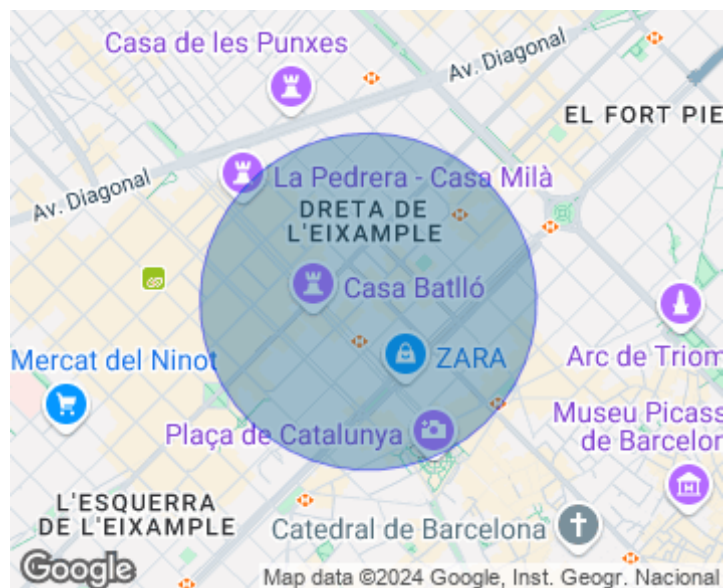 Casa de les Punxes
Av. Diagonal
EL FORT PIE
La Pedrera - Casa Milà
Av. Diagonal
DRETA DE
L'EIXAMPLE
Casa Batlló
Mercat del Ninot
ZARA
Arc de Triom
Plaça de Catalunya
Museu Picass
de Barcelon
L'ESQUERRA
DE L'EIXAMPLE
Catedral de Barcelona
Google
Map data ©2024 Google, Inst. Geogr. Nacional